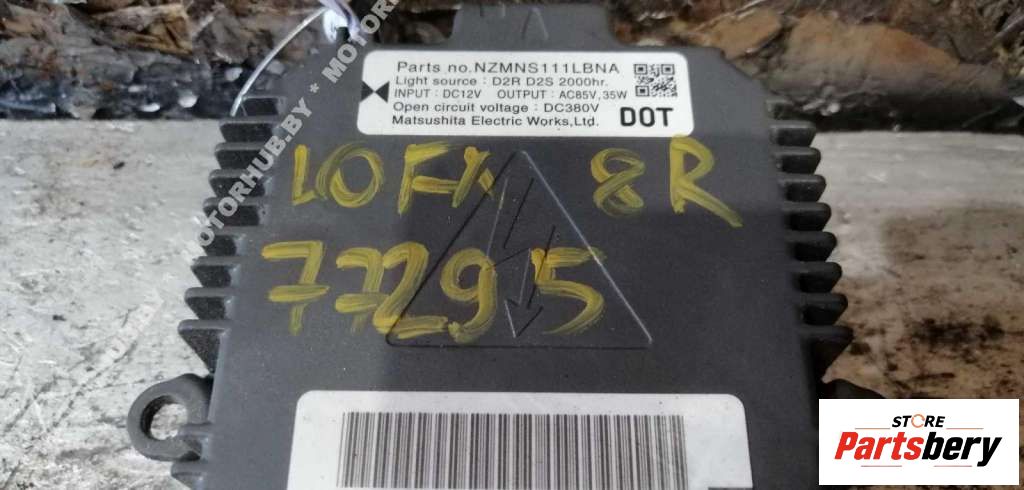 Parts no.NZMNS111LBNA
Light source : D2R D2S 2000hr.
INPUT : DC12V OUTPUT : AC85V,35W
Open circuit voltage : DC380V
Matsushita Electric Works,Ltd. DOT
8R
77295
MOTORHUB.BY * MOTORHUB
STORE
Partsbery